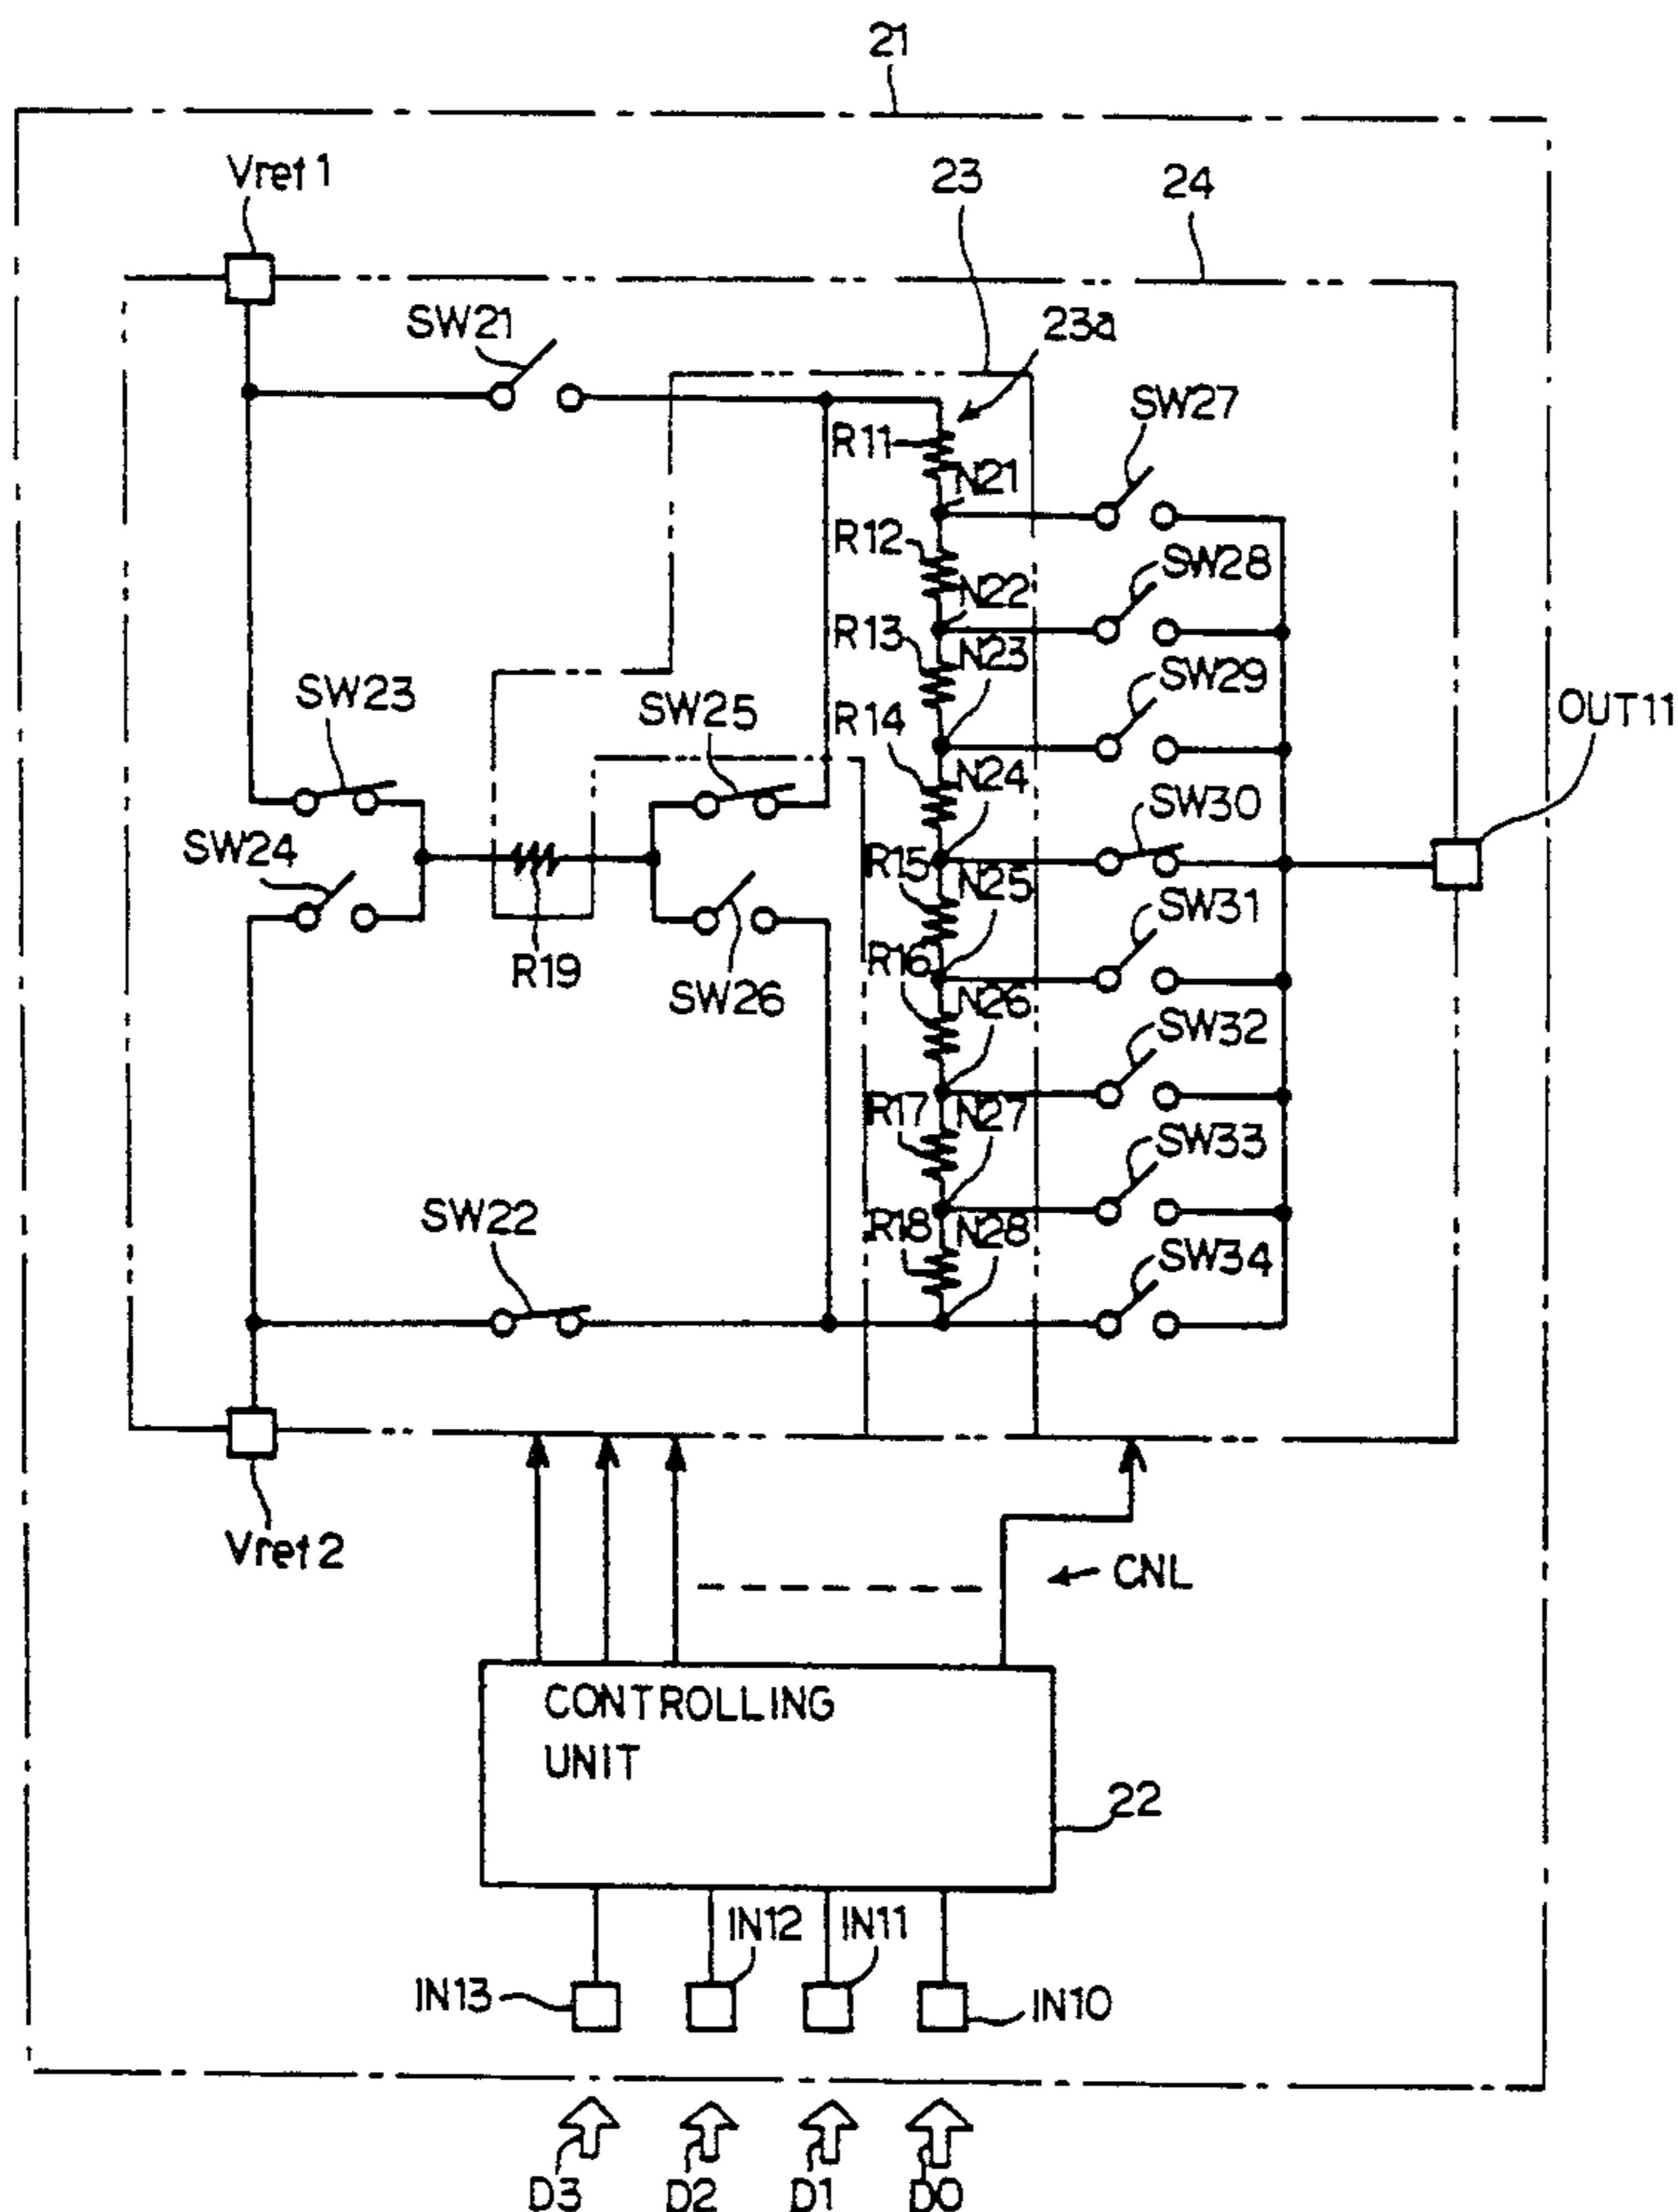 21
Vret1
23
24
SW21
23a
SW27
R11
N21
R12
SW28
N22
R13
N23
SW29
SW23
SW25
R14
OUT11
N24
SW30
SW24
R15
N25
SW31
R16
R19
SW26
N26
SW32
R17
N27
SW33
SW22
R18
N28
SW34
Vret2
CNL
CONTROLLING
UNIT
22
IN12
IN11
IN13
IN10
D3
D2
D1
D0